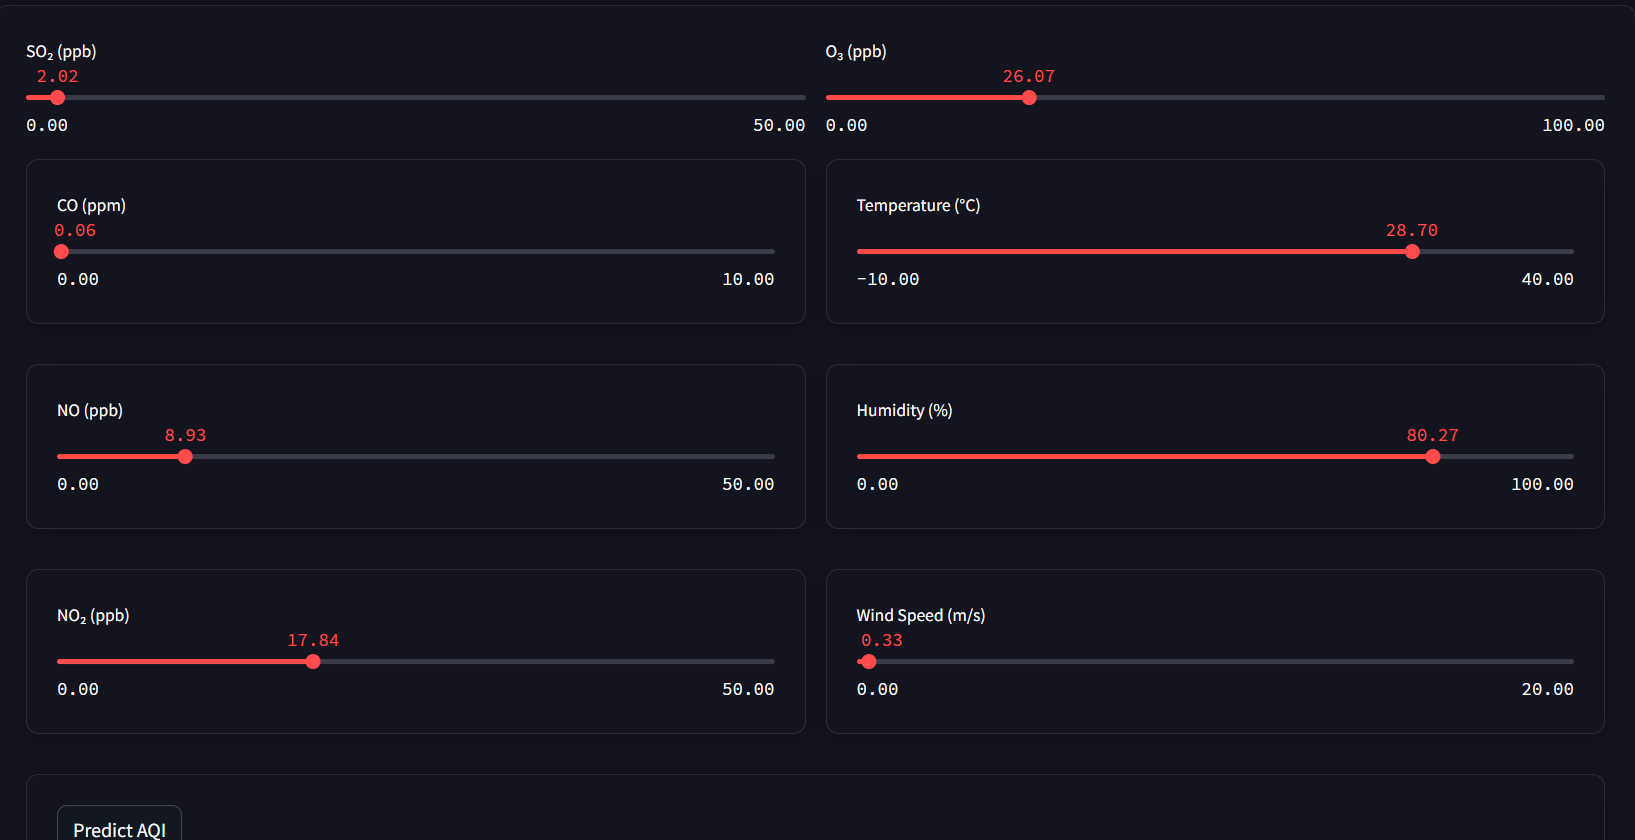 SO₂ (ppb)
2.02
0.00 50.00
O₃ (ppb)
26.07
0.00 100.00
CO (ppm)
0.06
0.00 10.00
Temperature (°C)
28.70
-10.00 40.00
NO (ppb)
8.93
0.00 50.00
Humidity (%)
80.27
0.00 100.00
NO₂ (ppb)
17.84
0.00 50.00
Wind Speed (m/s)
0.33
0.00 20.00
Predict AQI